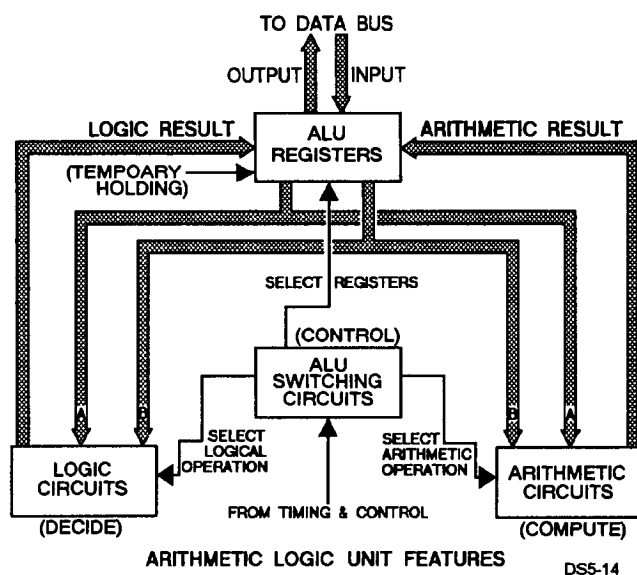 TO DATA BUS
OUTPUT
INPUT
LOGIC RESULT
ALU
REGISTERS
ARITHMETIC RESULT
(TEMPOARY
HOLDING)
SELECT REGISTERS
(CONTROL)
ALU
SWITCHING
CIRCUITS
A
B
B
A
SELECT
LOGICAL
OPERATION
SELECT
ARITHMETIC
OPERATION
LOGIC
CIRCUITS
(DECIDE)
ARITHMETIC
CIRCUITS
(COMPUTE)
FROM TIMING & CONTROL
ARITHMETIC LOGIC UNIT FEATURES
DS5-14